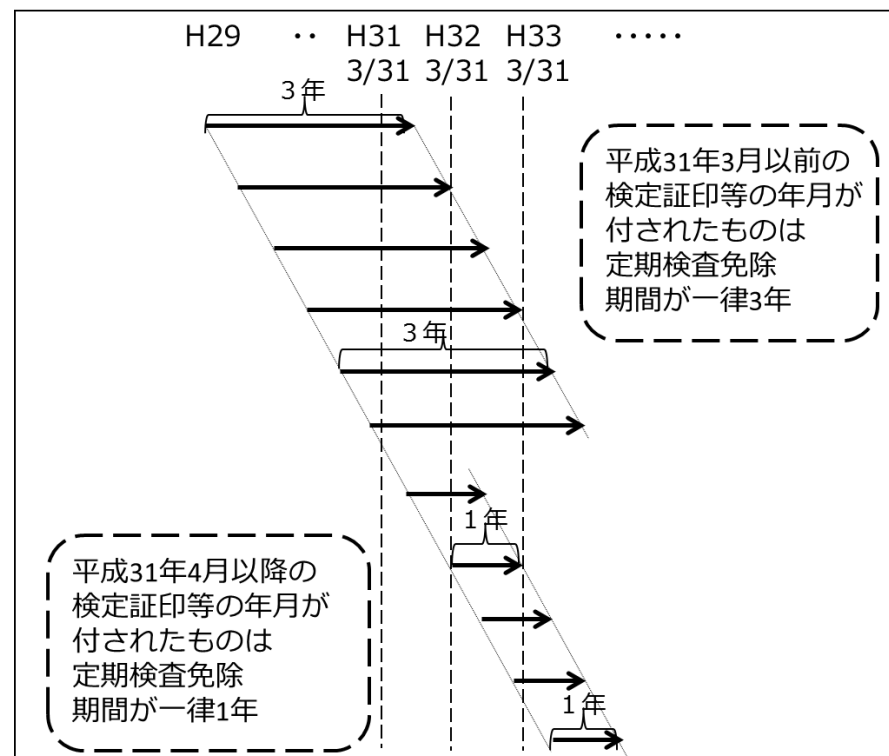 H29 ‥ H31 H32 H33 ‥‥‥
3/31 3/31 3/31
３年
平成31年3月以前の
検定証印等の年月が
付されたものは
定期検査免除
期間が一律3年
３年
１年
平成31年4月以降の
検定証印等の年月が
付されたものは
定期検査免除
期間が一律1年
１年